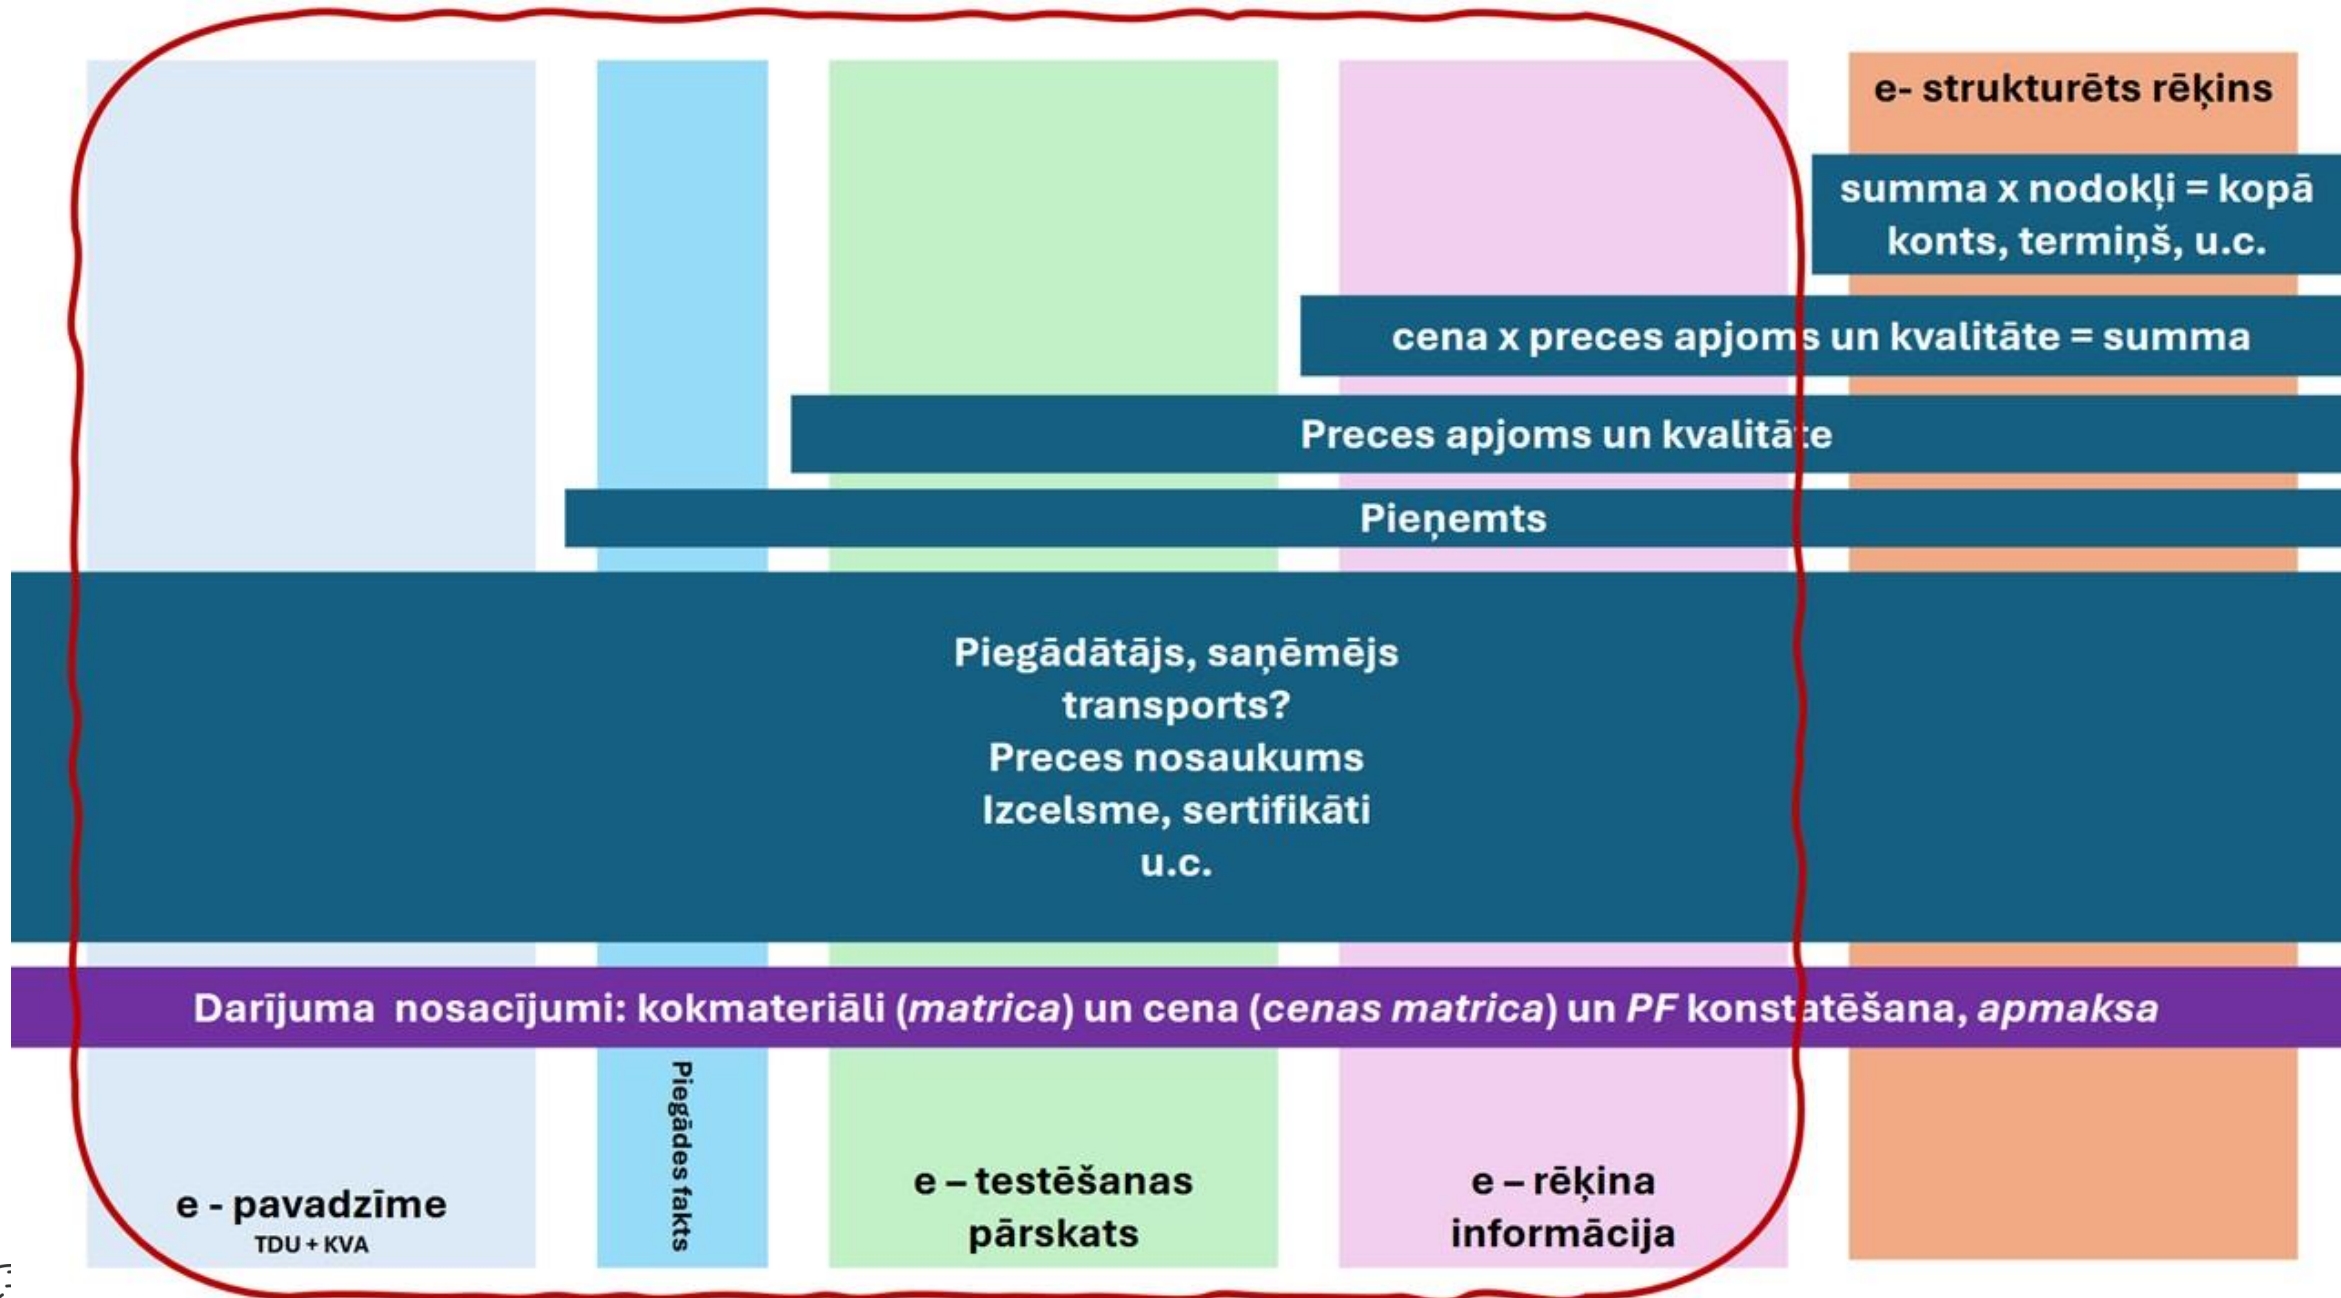 e- strukturēts rēķins
summa x nodokļi = kopā
konts, termiņš, u.c.
cena x preces apjoms un kvalitāte = summa
Preces apjoms un kvalitāte
Pieņemts
Piegādātājs, saņēmējs
transports?
Preces nosaukums
Izcelsme, sertifikāti
u.c.
Darījuma  nosacījumi: kokmateriāli (matrica) un cena (cenas matrica) un PF konstatēšana, apmaksa
e - pavadzīme
TDU + KVA
Piegādes fakts
e – testēšanas
pārskats
e – rēķina
informācija